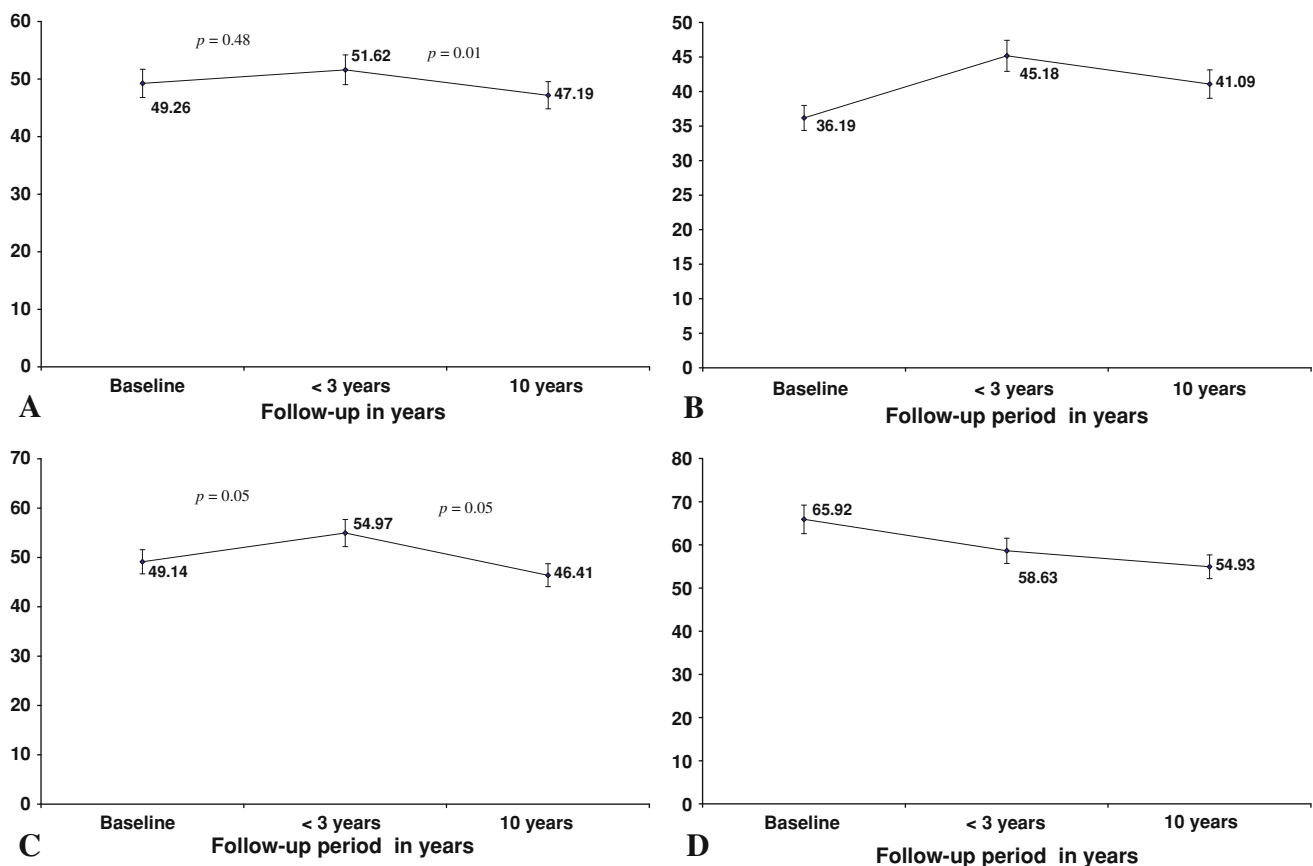 60
50
40
30
20
10
0
p = 0.48
p = 0.01
49.26
51.62
47.19
Baseline
< 3 years
10 years
Follow-up in years
A
50
45
40
35
30
25
20
15
10
5
0
36.19
45.18
41.09
Baseline
< 3 years
10 years
Follow-up period in years
B
70
60
50
40
30
20
10
0
p = 0.05
p = 0.05
49.14
54.97
46.41
Baseline
< 3 years
10 years
Follow-up period in years
C
80
70
60
50
40
30
20
10
0
65.92
58.63
54.93
Baseline
< 3 years
10 years
Follow-up period in years
D